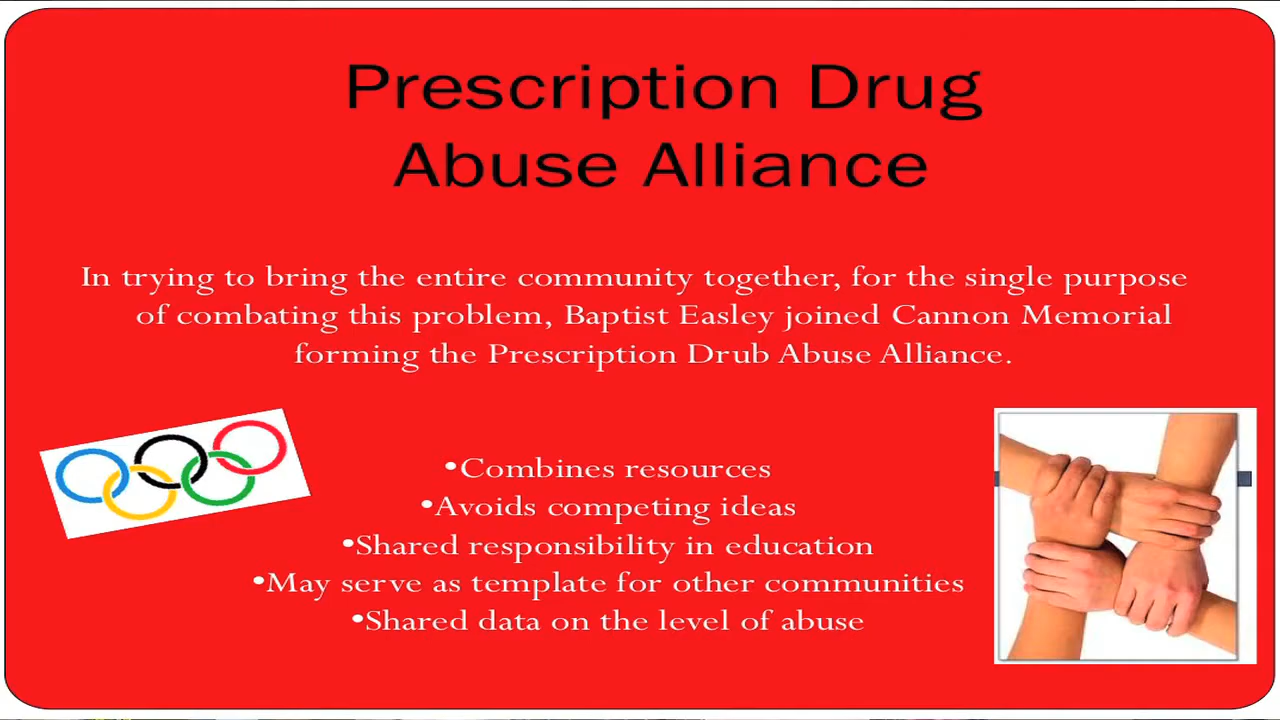 Prescription Drug
Abuse Alliance
In trying to bring the entire community together, for the single purpose
of combating this problem, Baptist Easley joined Cannon Memorial
forming the Prescription Drub Abuse Alliance.
•Combines resources
•Avoids competing ideas
•Shared responsibility in education
•May serve as template for other communities
•Shared data on the level of abuse